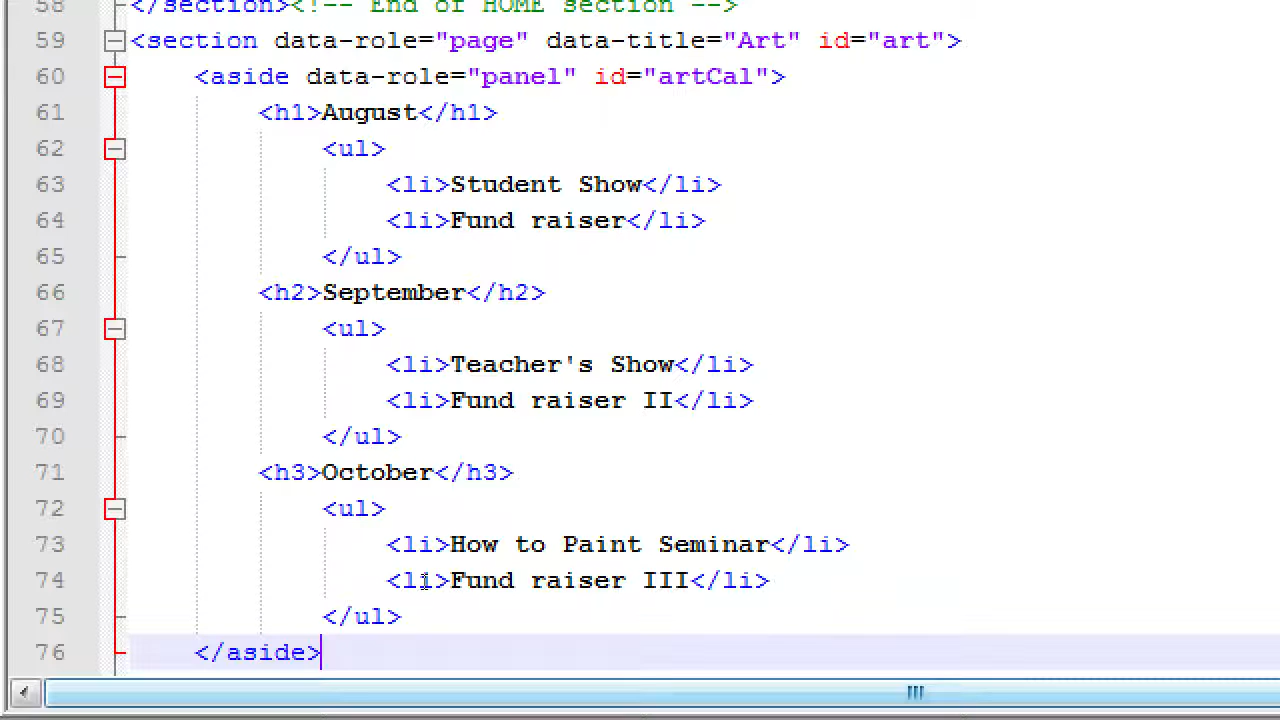 58 </section><!-- End of HOME section -->
59 <section data-role="page" data-title="Art" id="art">
60 <aside data-role="panel" id="artCal">
61 <h1>August</h1>
62 <ul>
63 <li>Student Show</li>
64 <li>Fund raiser</li>
65 </ul>
66 <h2>September</h2>
67 <ul>
68 <li>Teacher's Show</li>
69 <li>Fund raiser II</li>
70 </ul>
71 <h3>October</h3>
72 <ul>
73 <li>How to Paint Seminar</li>
74 <li>Fund raiser III</li>
75 </ul>
76 </aside>